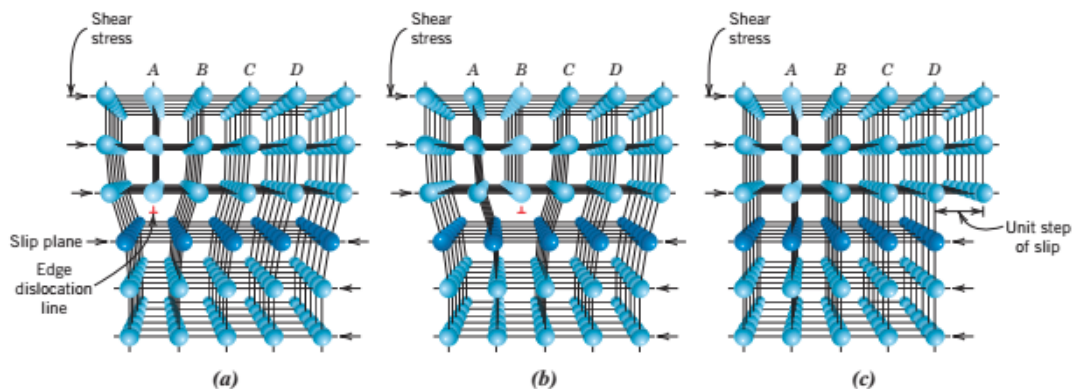 Shear
stress
A B C D
Slip plane
Edge
dislocation
line
(a)
Shear
stress
A B C D
(b)
Shear
stress
A B C D
Unit step
of slip
(c)